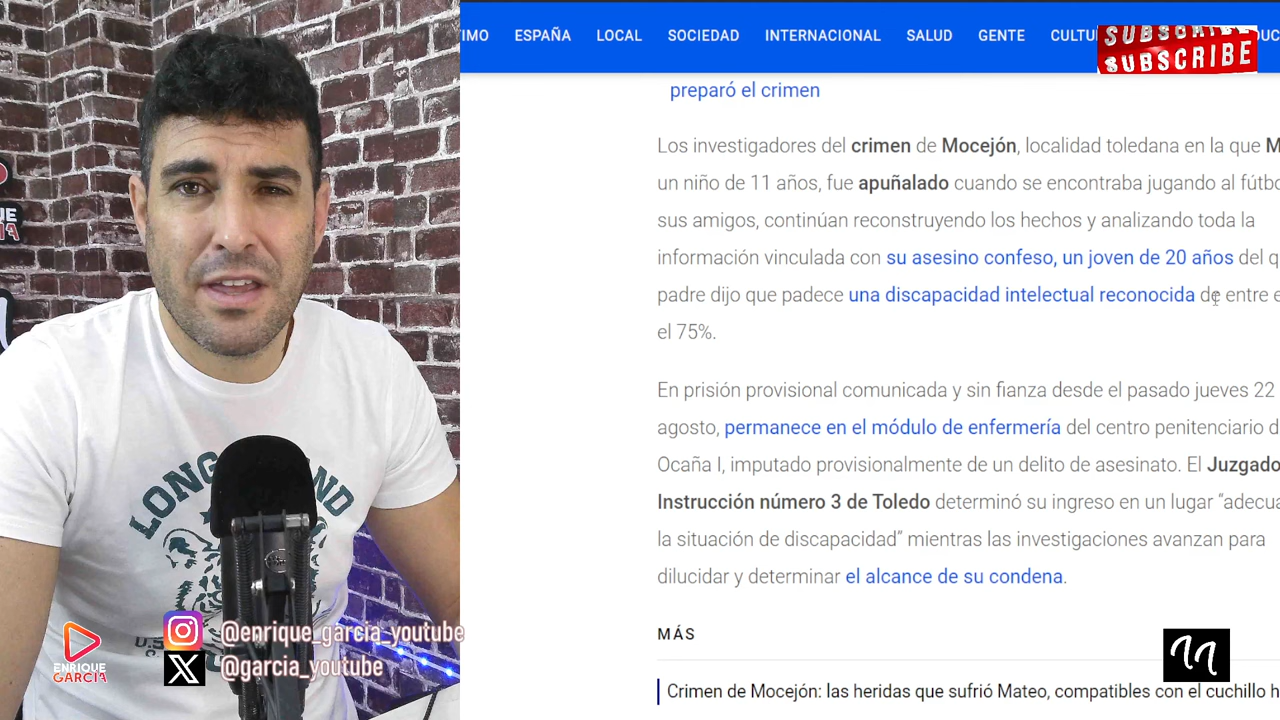 IMO ESPAÑA LOCAL SOCIEDAD INTERNACIONAL SALUD GENTE CULTU
SUBSCRIBE
SUBSCRIBE
preparó el crimen
Los investigadores del crimen de Mocejón, localidad toledana en la que M
un niño de 11 años, fue apuñalado cuando se encontraba jugando al fútbo
sus amigos, continúan reconstruyendo los hechos y analizando toda la
información vinculada con su asesino confeso, un joven de 20 años del q
padre dijo que padece una discapacidad intelectual reconocida de entre e
el 75%.
En prisión provisional comunicada y sin fianza desde el pasado jueves 22
agosto, permanece en el módulo de enfermería del centro penitenciario d
Ocaña I, imputado provisionalmente de un delito de asesinato. El Juzgado
Instrucción número 3 de Toledo determinó su ingreso en un lugar “adecua
la situación de discapacidad” mientras las investigaciones avanzan para
dilucidar y determinar el alcance de su condena.
MÁS
Crimen de Mocejón: las heridas que sufrió Mateo, compatibles con el cuchillo h
LONG
ND
@enrique_garcia_youtube
@garcia_youtube
ENRIQUE
GARCIA